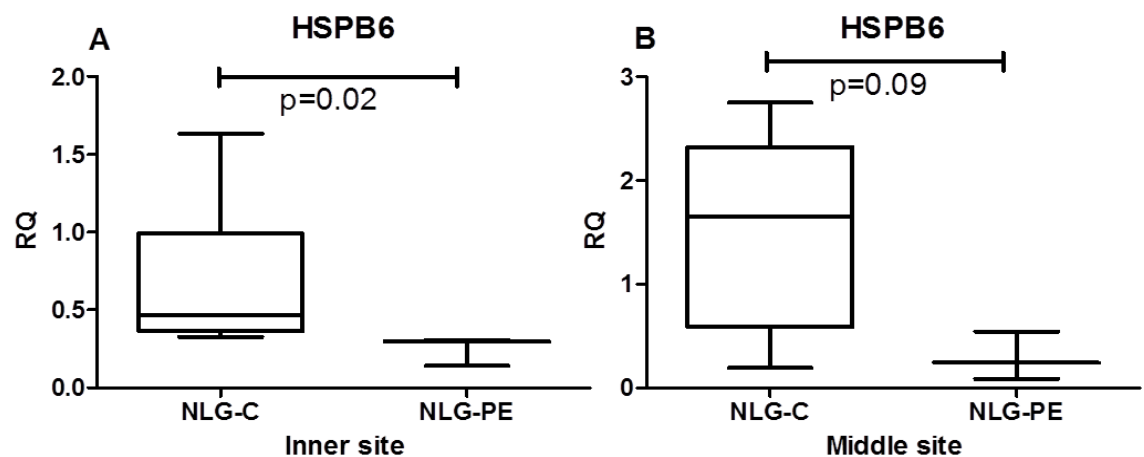 A
HSPB6
p=0.02
2.0
1.5
1.0
0.5
0.0
RQ
NLG-C
NLG-PE
Inner site
B
HSPB6
p=0.09
3
2
1
0
RQ
NLG-C
NLG-PE
Middle site